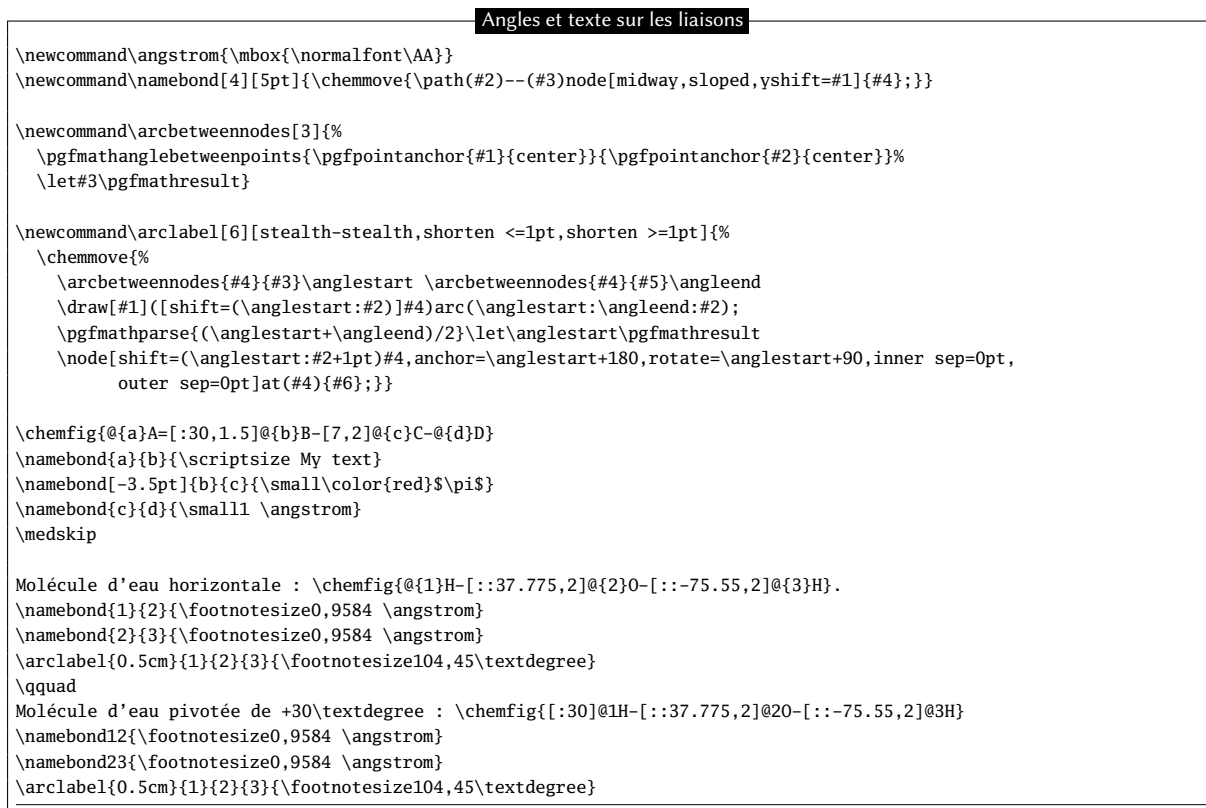 Angles et texte sur les liaisons
\newcommand\angstrom{\mbox{\normalfont\AA}}
\newcommand\namebond[4][5pt]{\chemmove{\path(#2)--(#3)node[midway,sloped,yshift=#1]{#4};}}

\newcommand\arcbetweennodes[3]{%
  \pgfmathanglebetweenpoints{\pgfpointanchor{#1}{center}}{\pgfpointanchor{#2}{center}}%
  \let#3\pgfmathresult}

\newcommand\arclabel[6][stealth-stealth,shorten <=1pt,shorten >=1pt]{%
  \chemmove{%
    \arcbetweennodes{#4}{#3}\anglestart \arcbetweennodes{#4}{#5}\angleend
    \draw[#1]([shift=(\anglestart:#2)]#4)arc(\anglestart:\angleend:#2);
    \pgfmathparse{(\anglestart+\angleend)/2}\let\anglestart\pgfmathresult
    \node[shift=(\anglestart:#2+1pt)#4,anchor=\anglestart+180,rotate=\anglestart+90,inner sep=0pt,
          outer sep=0pt]at(#4){#6};}}

\chemfig{@{a}A=[:30,1.5]@{b}B-[7,2]@{c}C-@{d}D}
\namebond{a}{b}{\scriptsize My text}
\namebond[-3.5pt]{b}{c}{\small\color{red}$\pi$}
\namebond{c}{d}{\small1 \angstrom}
\medskip

Molécule d'eau horizontale : \chemfig{@{1}H-[::37.775,2]@{2}O-[::-75.55,2]@{3}H}.
\namebond{1}{2}{\footnotesize0,9584 \angstrom}
\namebond{2}{3}{\footnotesize0,9584 \angstrom}
\arclabel{0.5cm}{1}{2}{3}{\footnotesize104,45\textdegree}
\qquad
Molécule d'eau pivotée de +30\textdegree : \chemfig{[:30]@1H-[::37.775,2]@2O-[::-75.55,2]@3H}
\namebond12{\footnotesize0,9584 \angstrom}
\namebond23{\footnotesize0,9584 \angstrom}
\arclabel{0.5cm}{1}{2}{3}{\footnotesize104,45\textdegree}